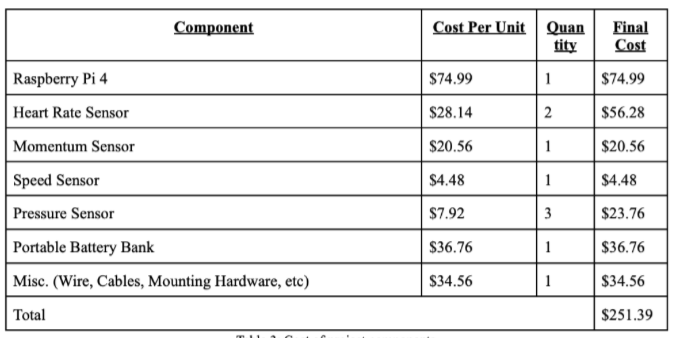 Component Cost Per Unit Quan
tity Final
Cost
Raspberry Pi 4 $74.99 1 $74.99
Heart Rate Sensor $28.14 2 $56.28
Momentum Sensor $20.56 1 $20.56
Speed Sensor $4.48 1 $4.48
Pressure Sensor $7.92 3 $23.76
Portable Battery Bank $36.76 1 $36.76
Misc. (Wire, Cables, Mounting Hardware, etc) $34.56 1 $34.56
Total $251.39